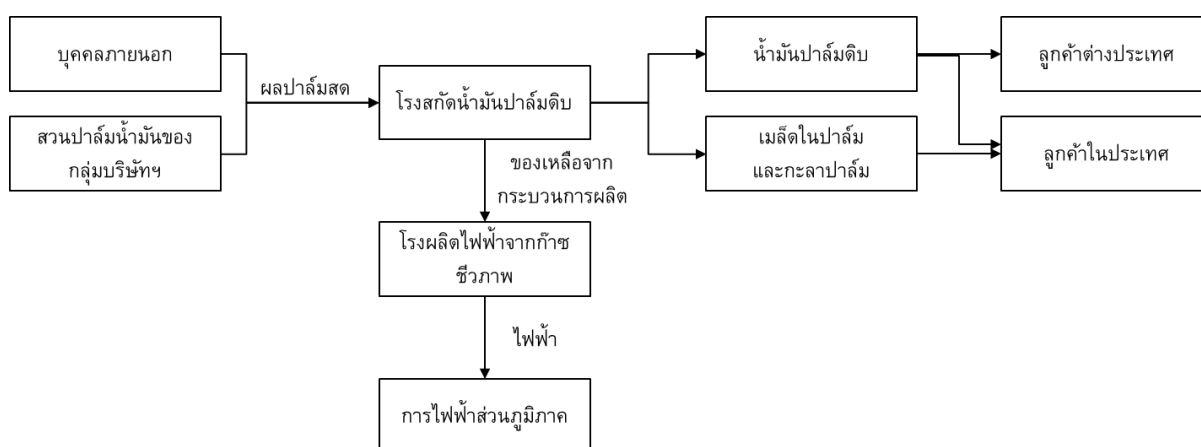 บุคคลภายนอก
น้ำมันปาล์มดิบ
ลูกค้าต่างประเทศ
ผลปาล์มสด
โรงสกัดน้ำมันปาล์มดิบ
สวนปาล์มน้ำมันของ
กลุ่มบริษัทฯ
เมล็ดในปาล์ม
และกะลาปาล์ม
ลูกค้าในประเทศ
ของเหลือจาก
กระบวนการผลิต
โรงผลิตไฟฟ้าจากก๊าซ
ชีวภาพ
ไฟฟ้า
การไฟฟ้าส่วนภูมิภาค